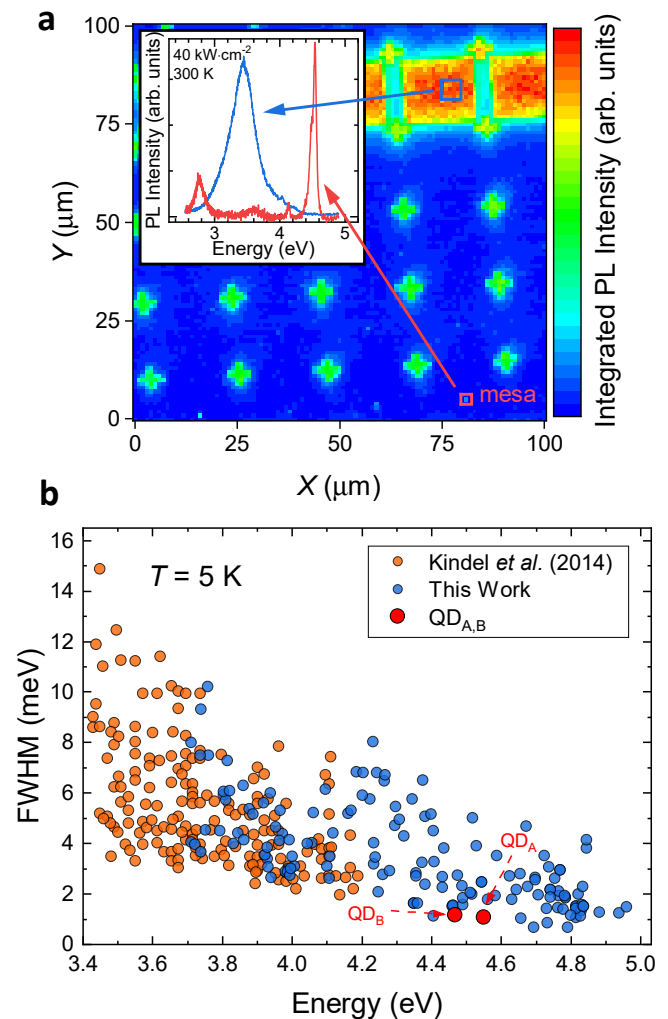 a
40 kW·cm-2
300 K
PL Intensity (arb. units)
3 4 5
Energy (eV)
100
75
50
25
0
Y (μm)
mesa
0 25 50 75 100
X (μm)
Integrated PL Intensity (arb. units)
b
T = 5 K
Kindel et al. (2014)
This Work
QDA,B
QDA
QDB
16
14
12
10
8
6
4
2
0
FWHM (meV)
3.4 3.6 3.8 4.0 4.2 4.4 4.6 4.8 5.0
Energy (eV)